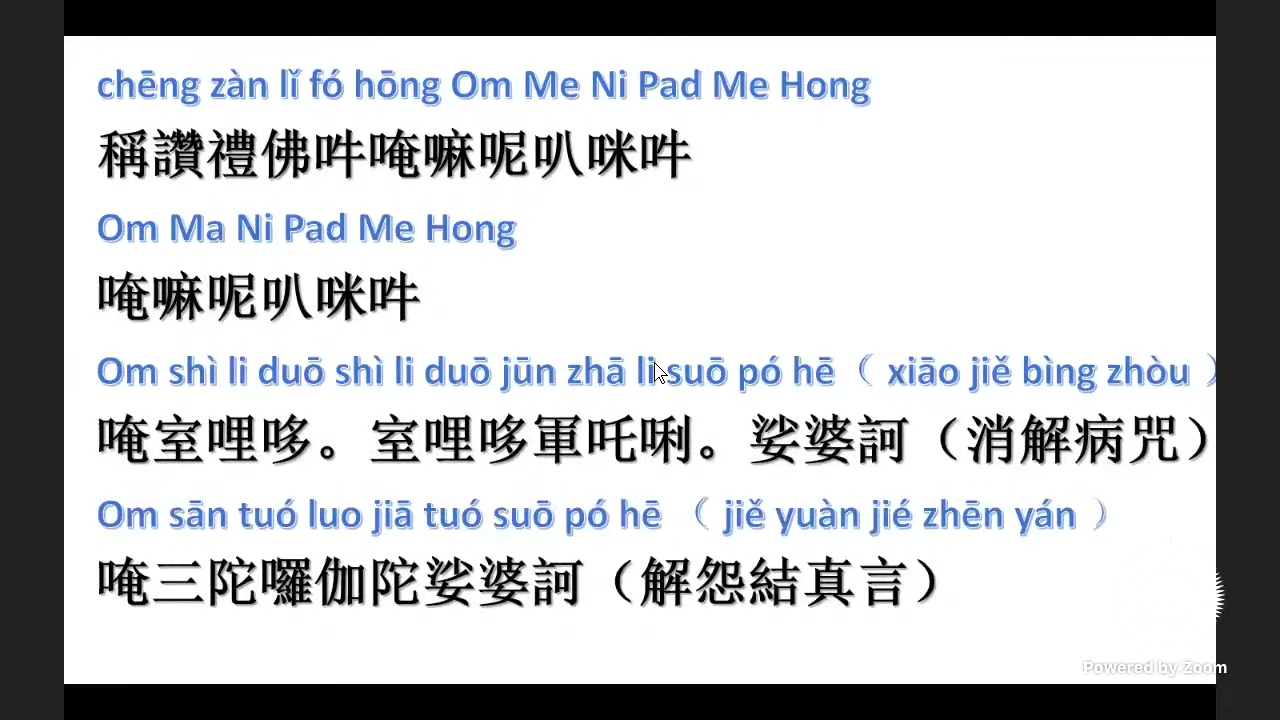 chēng zàn lǐ fó hōng Om Me Ni Pad Me Hong
稱讚禮佛吽唵嘛呢叭咪吽
Om Ma Ni Pad Me Hong
唵嘛呢叭咪吽
Om shì li duō shì li duō jūn zhā li suō pó hē（ xiāo jiě bìng zhòu ）
唵室哩哆。室哩哆軍吒唎。娑婆訶（消解病咒）
Om sān tuó luo jiā tuó suō pó hē （ jiě yuàn jié zhēn yán ）
唵三陀囉伽陀娑婆訶（解怨結真言）
Powered by Zoom